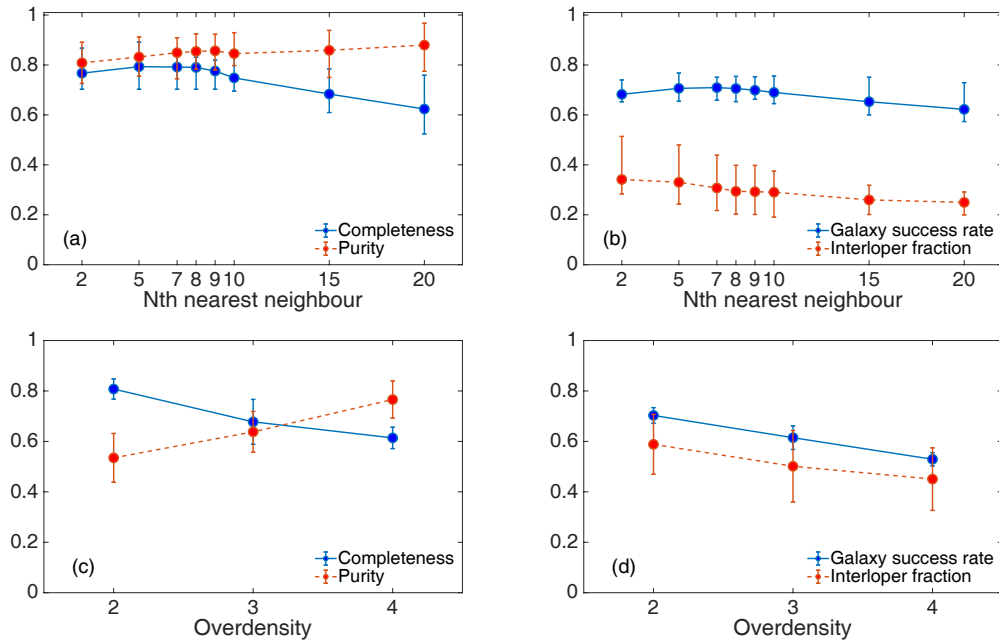 1
0.8
0.6
0.4
0.2
0
(a)
Completeness
Purity
2 5 7 8 9 10 15 20
Nth nearest neighbour
1
0.8
0.6
0.4
0.2
0
(b)
Galaxy success rate
Interloper fraction
2 5 7 8 9 10 15 20
Nth nearest neighbour
1
0.8
0.6
0.4
0.2
0
(c)
Completeness
Purity
2 3 4
Overdensity
1
0.8
0.6
0.4
0.2
0
(d)
Galaxy success rate
Interloper fraction
2 3 4
Overdensity